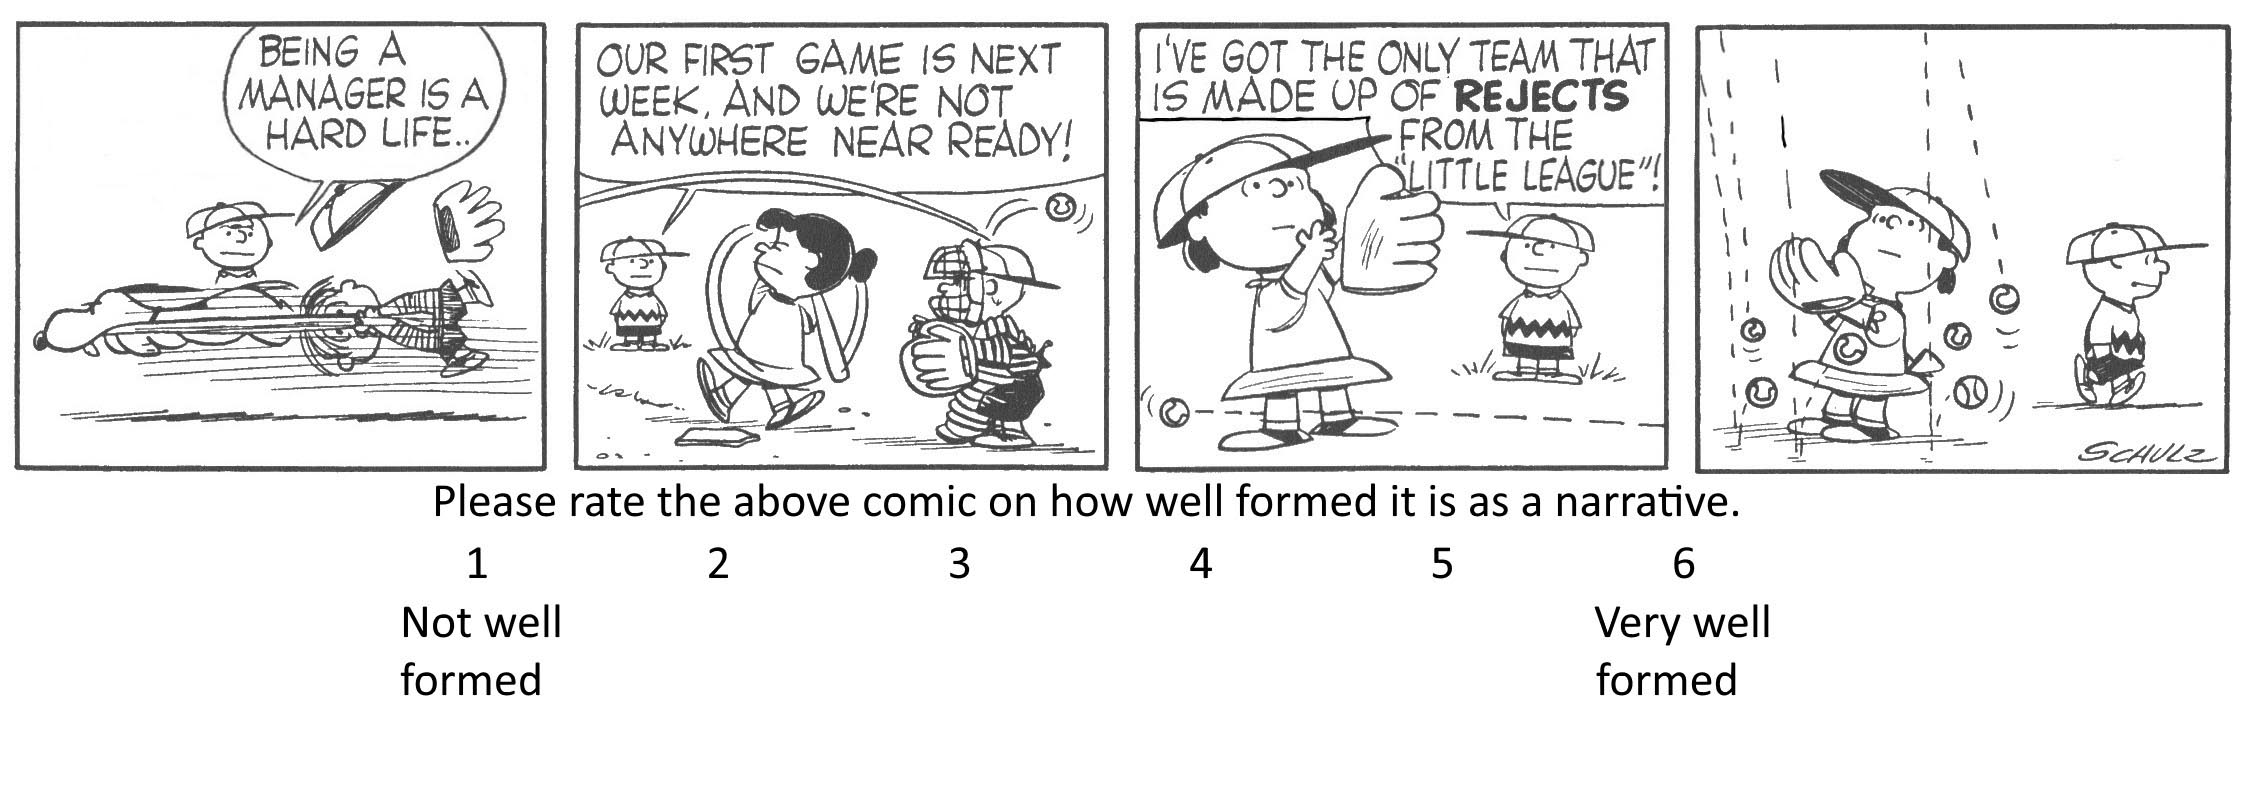 BEING A
MANAGER IS A
HARD LIFE..
OUR FIRST GAME IS NEXT
WEEK, AND WE'RE NOT
ANYWHERE NEAR READY!
I'VE GOT THE ONLY TEAM THAT
IS MADE UP OF REJECTS
FROM THE
"LITTLE LEAGUE"!
SCHULZ
Please rate the above comic on how well formed it is as a narrative.
1 2 3 4 5 6
Not well
formed
Very well
formed